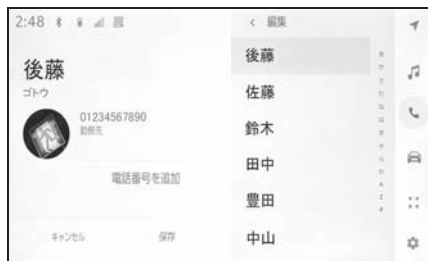 2:48
後藤
ゴトウ
01234567890
勤務先
電話番号を追加
キャンセル
保存
< 編集
後藤
佐藤
鈴木
田中
豊田
中山